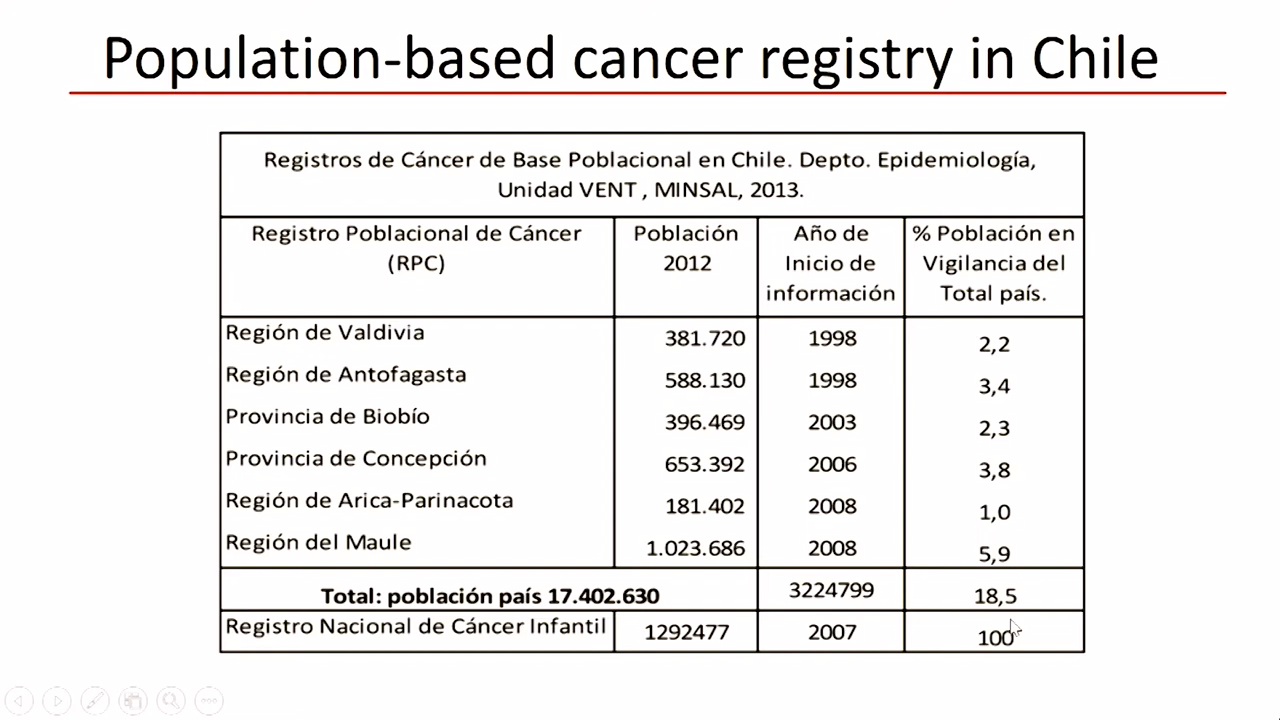 Population-based cancer registry in Chile
Registros de Cáncer de Base Poblacional en Chile. Depto. Epidemiología,
Unidad VENT , MINSAL, 2013.
Registro Poblacional de Cáncer
(RPC)
Población
2012
Año de
Inicio de
información
% Población en
Vigilancia del
Total país.
Región de Valdivia 381.720 1998 2,2
Región de Antofagasta 588.130 1998 3,4
Provincia de Biobío 396.469 2003 2,3
Provincia de Concepción 653.392 2006 3,8
Región de Arica-Parinacota 181.402 2008 1,0
Región del Maule 1.023.686 2008 5,9
Total: población país 17.402.630 3224799 18,5
Registro Nacional de Cáncer Infantil 1292477 2007 100